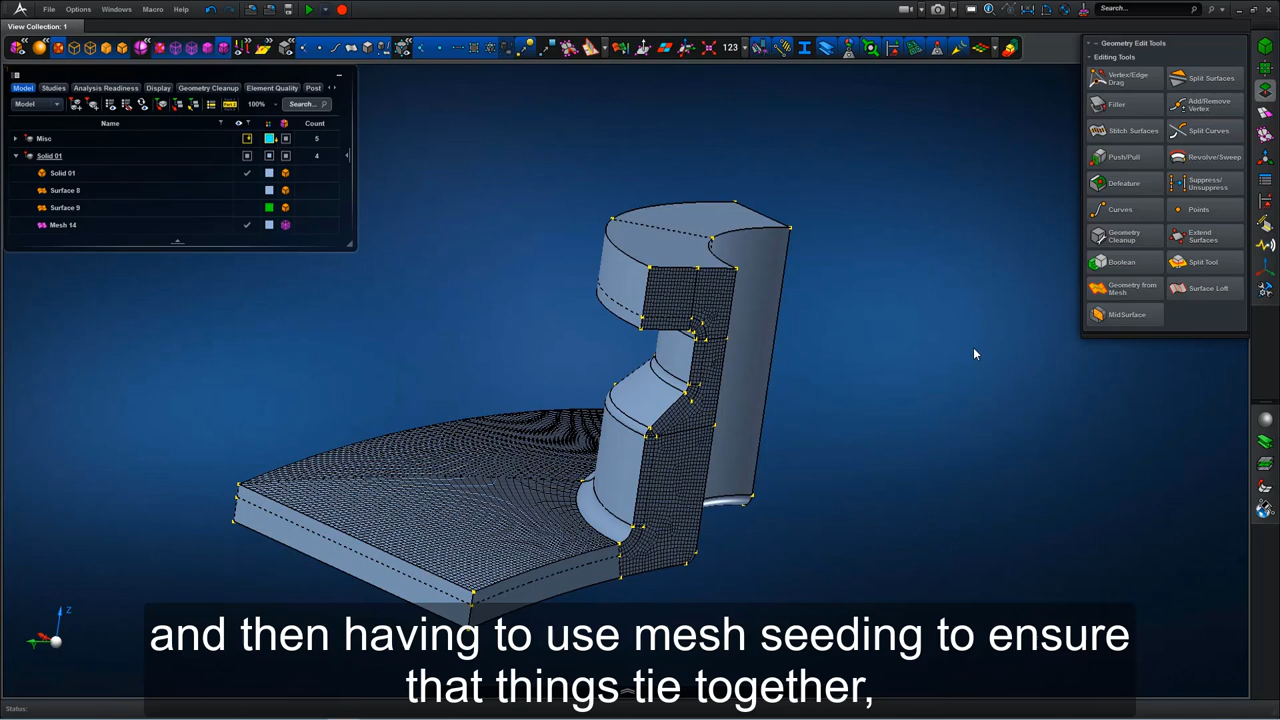 File Options Windows Macro Help
Search...
View Collection: 1
123
Model Studies Analysis Readiness Display Geometry Cleanup Element Quality Post
Model 100% Search...
Name Count
Misc 5
Solid 01 4
Solid 01
Surface 8
Surface 9
Mesh 14
Geometry Edit Tools
Editing Tools
Vertex/Edge Drag
Split Surfaces
Filler
Add/Remove Vertex
Stitch Surfaces
Split Curves
Push/Pull
Revolve/Sweep
Defeature
Suppress/Unsuppress
Curves
Points
Geometry Cleanup
Extend Surfaces
Boolean
Split Tool
Geometry from Mesh
Surface Loft
MidSurface
Z
and then having to use mesh seeding to ensure
that things tie together,
Status: